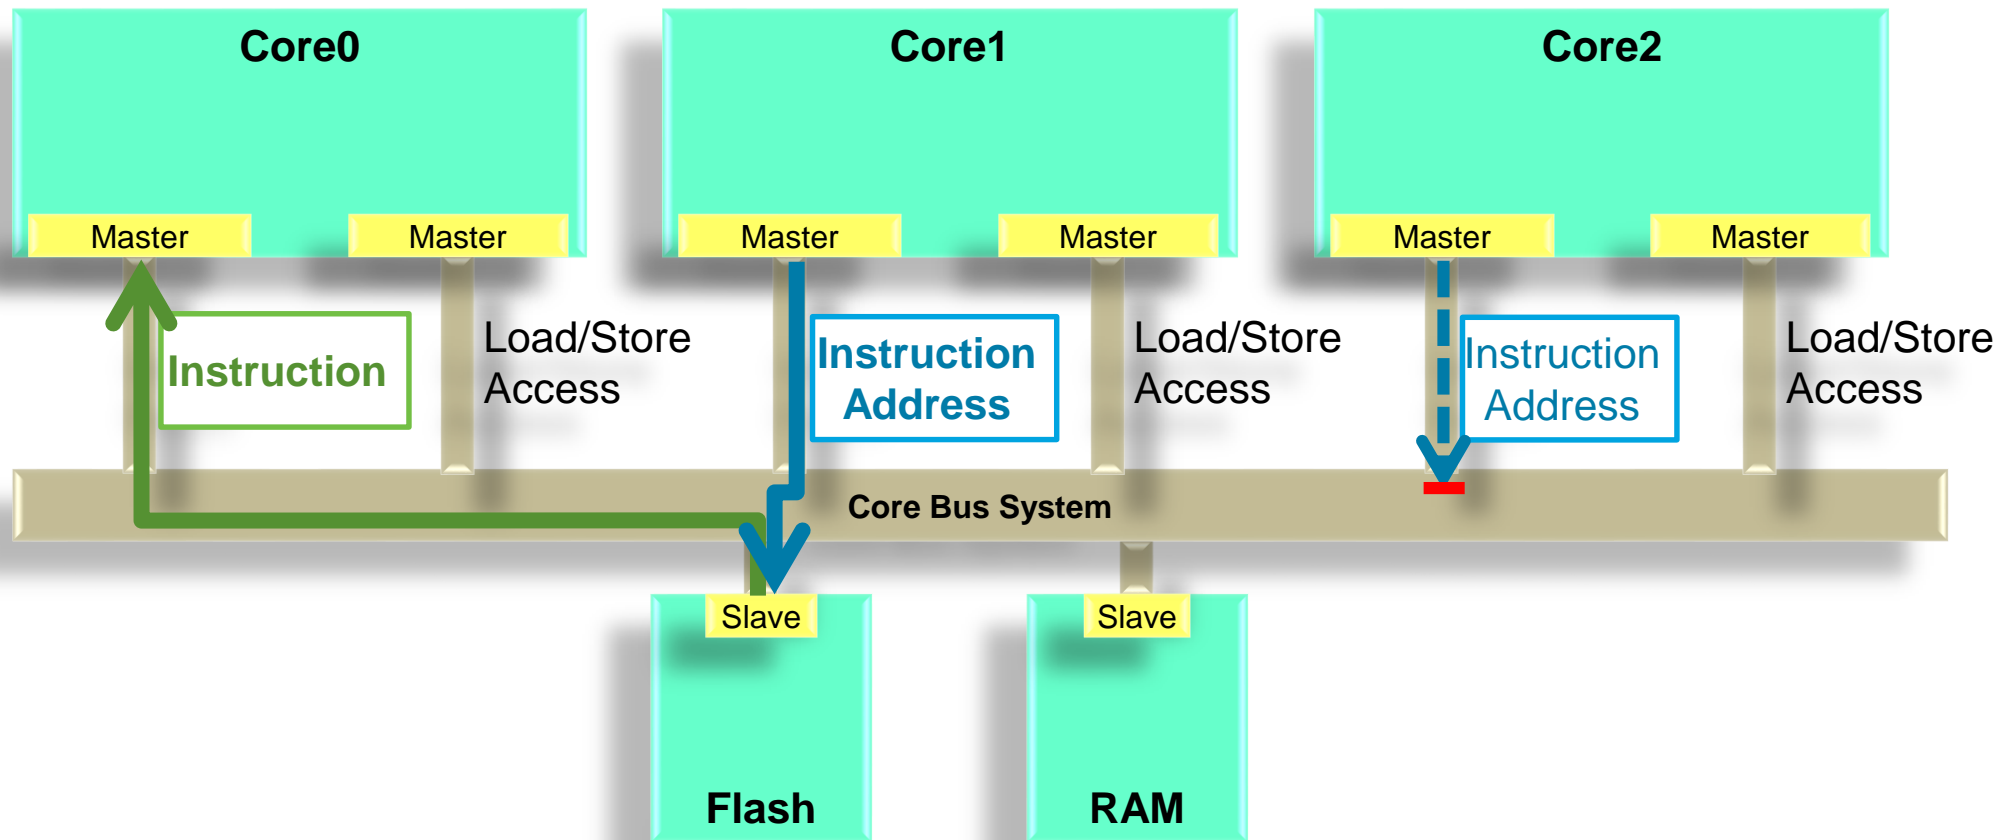 Core0
Core1
Core2
Master
Master
Master
Master
Master
Master
Instruction
Load/Store
Access
Instruction
Address
Load/Store
Access
Instruction
Address
Load/Store
Access
Core Bus System
Slave
Slave
Flash
RAM